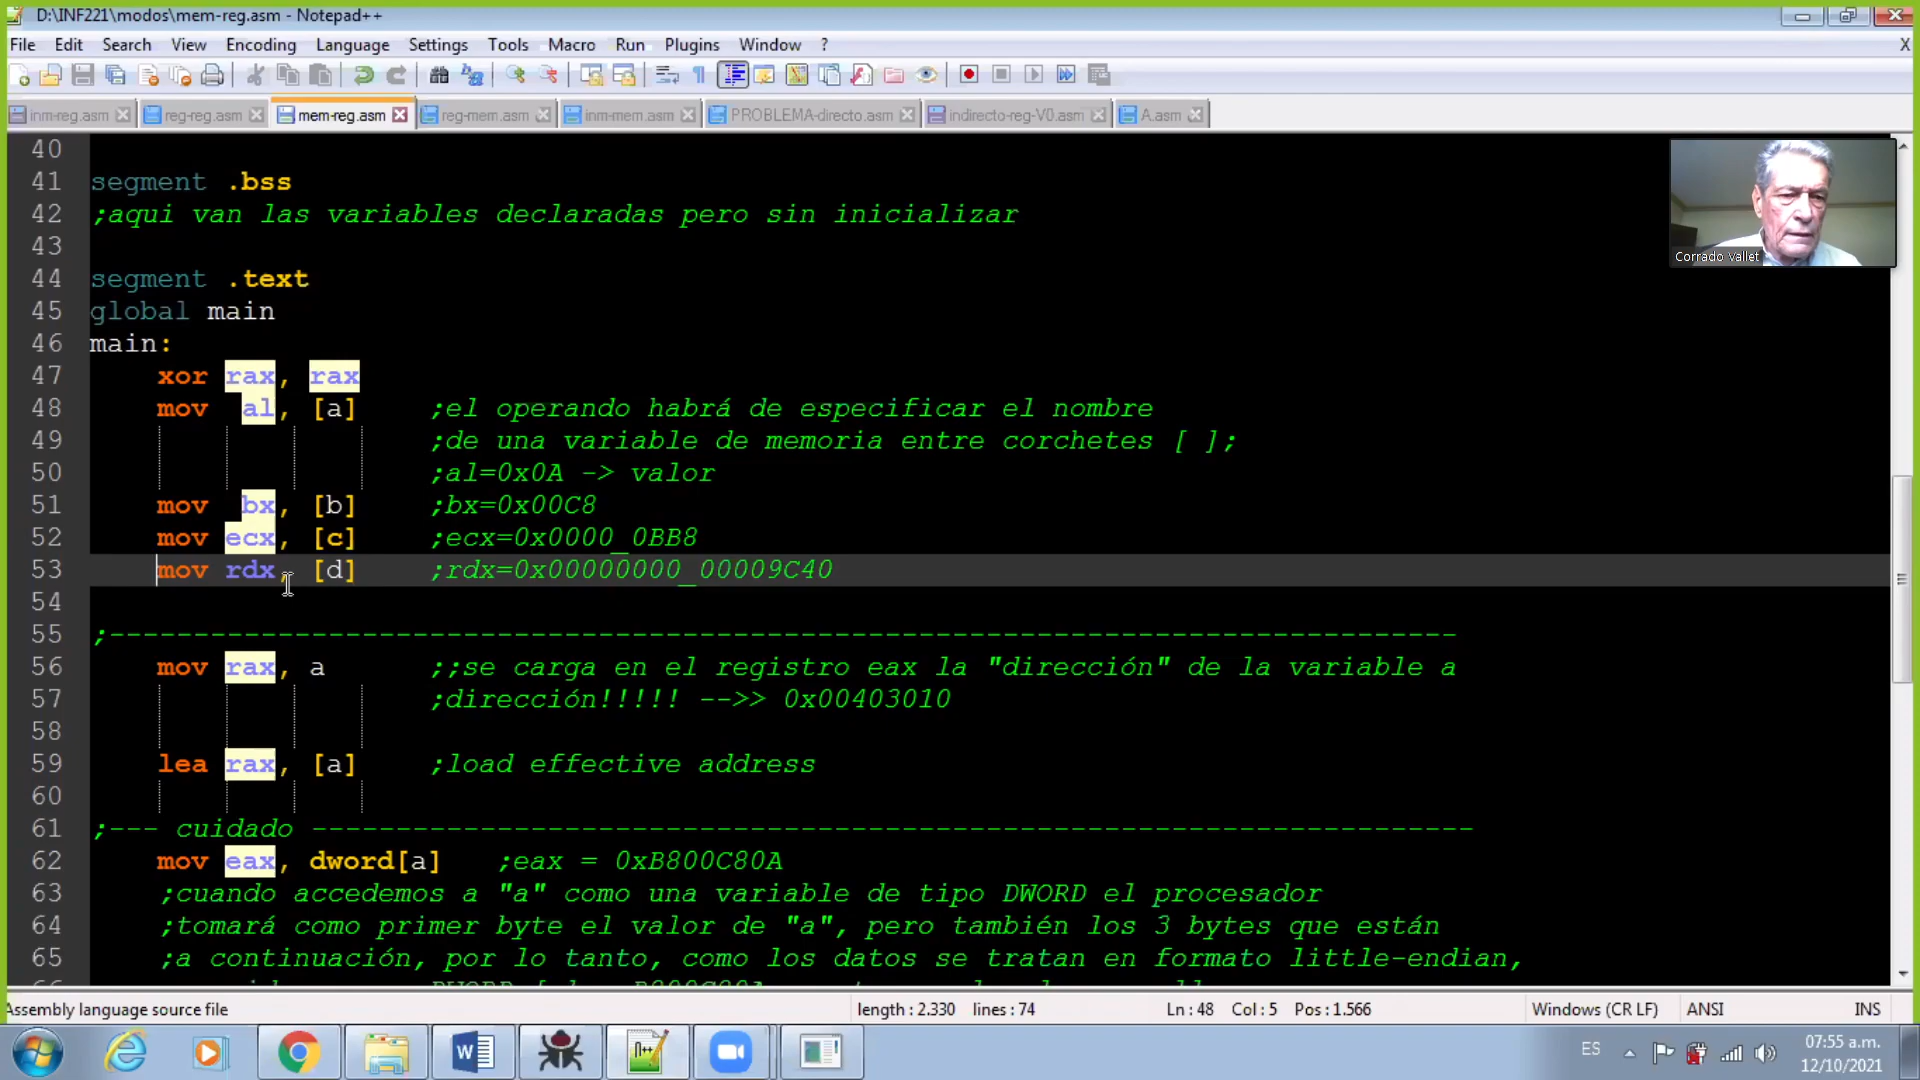 D:\INF221\modos\mem-reg.asm - Notepad++
File Edit Search View Encoding Language Settings Tools Macro Run Plugins Window ? X
inm-reg.asm reg-reg.asm mem-reg.asm reg-mem.asm inm-mem.asm PROBLEMA-directo.asm indirecto-reg-V0.asm A.asm
40
41 segment .bss
42 ;aqui van las variables declaradas pero sin inicializar
43
44 segment .text
45 global main
46 main:
47 xor rax, rax
48 mov al, [a] ;el operando habrá de especificar el nombre
49 ;de una variable de memoria entre corchetes [ ];
50 ;al=0x0A -> valor
51 mov bx, [b] ;bx=0x00C8
52 mov ecx, [c] ;ecx=0x0000_0BB8
53 mov rdx, [d] ;rdx=0x00000000_00009C40
54
55 ;--------------------------------------------------------------------------------
56 mov rax, a ;;se carga en el registro eax la "dirección" de la variable a
57 ;dirección!!!!! -->> 0x00403010
58
59 lea rax, [a] ;load effective address
60
61 ;--- cuidado ---------------------------------------------------------------------
62 mov eax, dword[a] ;eax = 0xB800C80A
63 ;cuando accedemos a "a" como una variable de tipo DWORD el procesador
64 ;tomará como primer byte el valor de "a", pero también los 3 bytes que están
65 ;a continuación, por lo tanto, como los datos se tratan en formato little-endian,
Corrado Vallet
Assembly language source file length : 2.330 lines : 74 Ln : 48 Col : 5 Pos : 1.566 Windows (CR LF) ANSI INS
ES
07:55 a.m.
12/10/2021